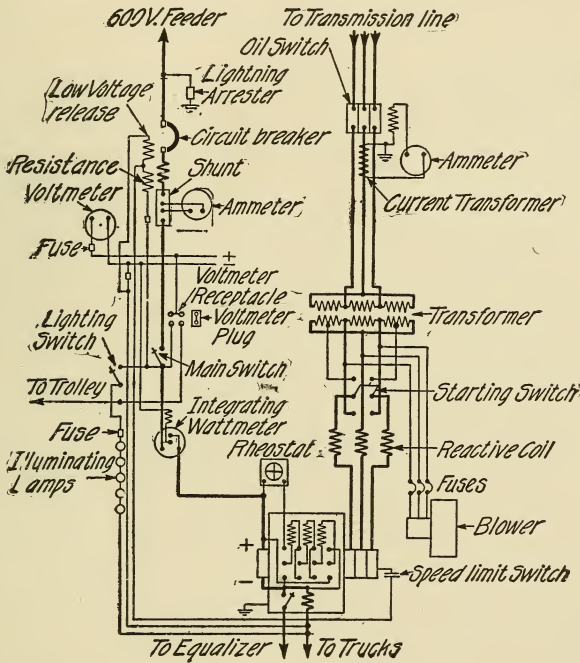 600V. Feeder
To Transmission line
Oil Switch
Lightning
Arrester
Low Voltage
release
Circuit breaker
Resistance
Shunt
Ammeter
Voltmeter
Ammeter
Current Transformer
Fuse
+
−
Voltmeter
Receptacle
Voltmeter
Plug
Transformer
Lighting
Switch
Main Switch
Starting Switch
To Trolley
Integrating
Wattmeter
Fuse
Rheostat
Reactive Coil
Illuminating
Lamps
Fuses
Blower
+
−
Speed limit Switch
To Equalizer
To Trucks